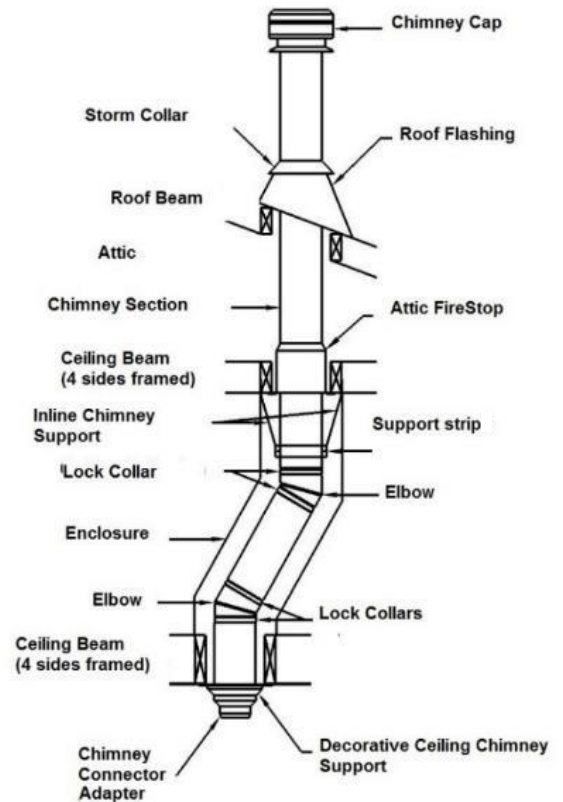 Chimney Cap
Storm Collar
Roof Flashing
Roof Beam
Attic
Chimney Section
Attic FireStop
Ceiling Beam
(4 sides framed)
Inline Chimney
Support
Support strip
Lock Collar
Elbow
Enclosure
Elbow
Lock Collars
Ceiling Beam
(4 sides framed)
Decorative Ceiling Chimney
Support
Chimney
Connector
Adapter